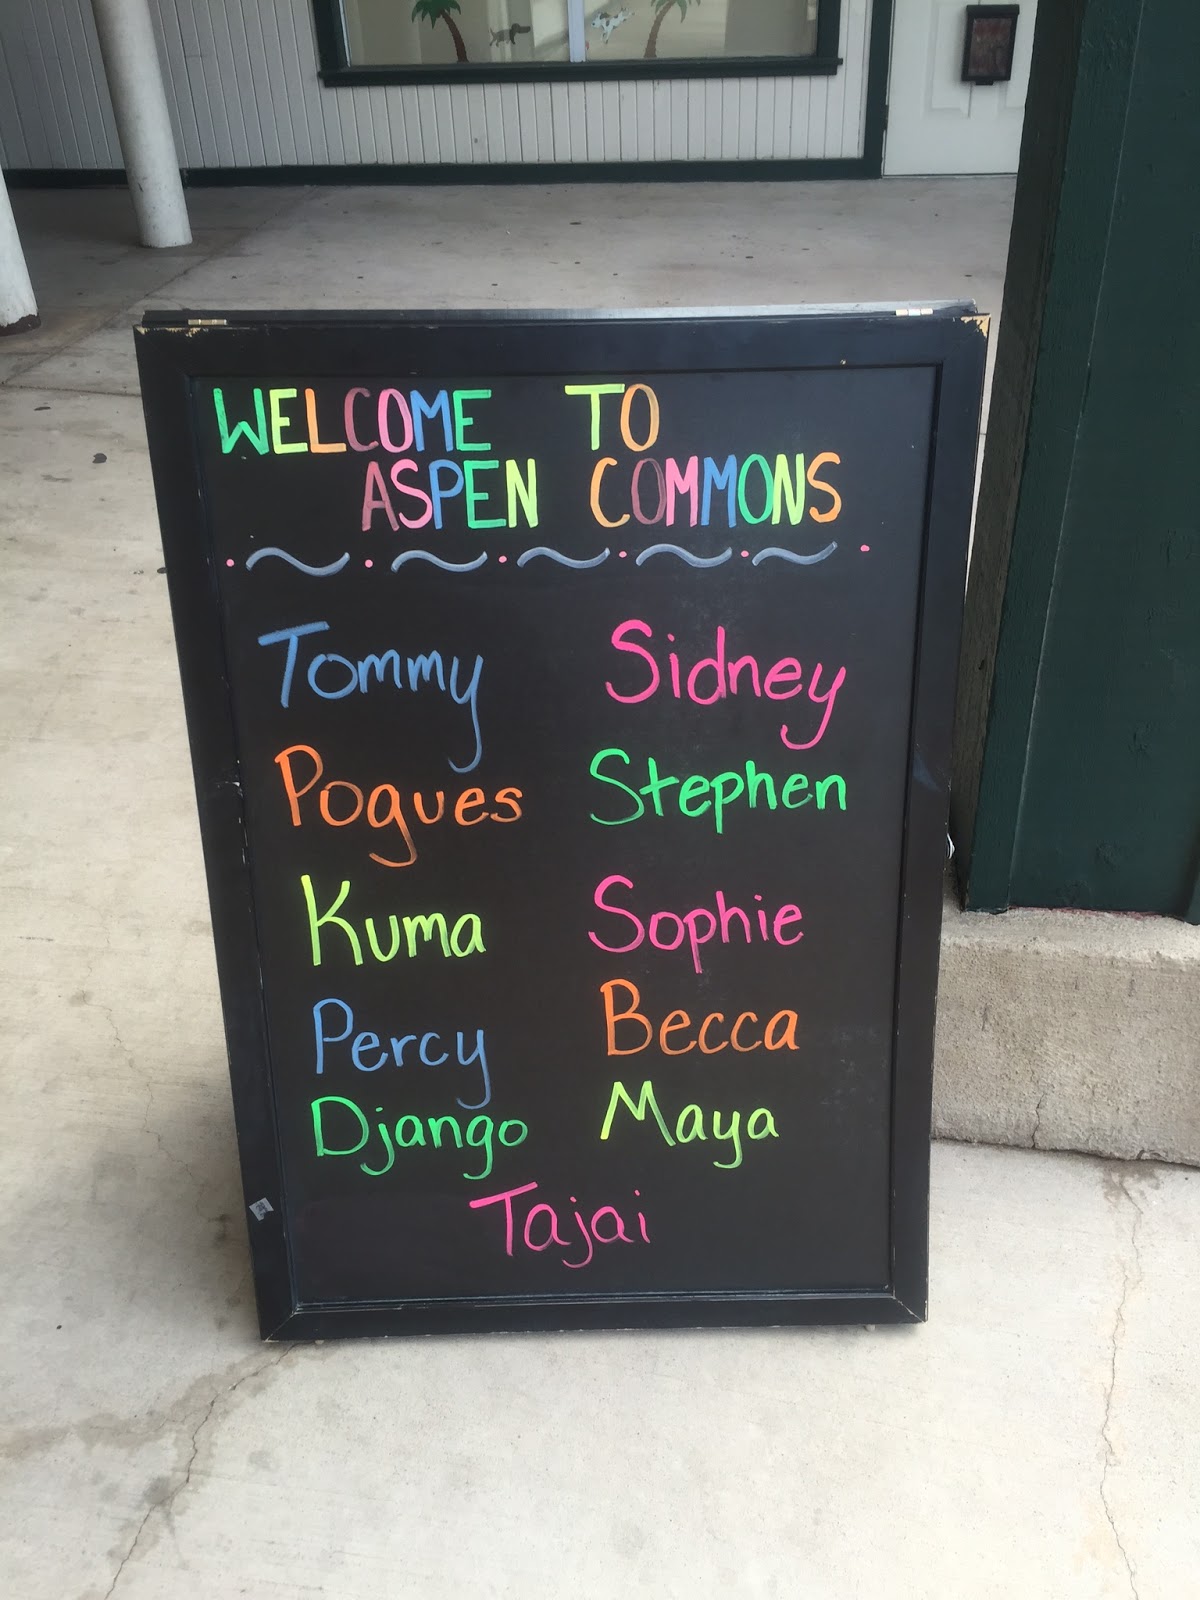 WELCOME TO
ASPEN COMMONS
Tommy Sidney
Pogues Stephen
Kuma Sophie
Percy Becca
Django Maya
Tajai